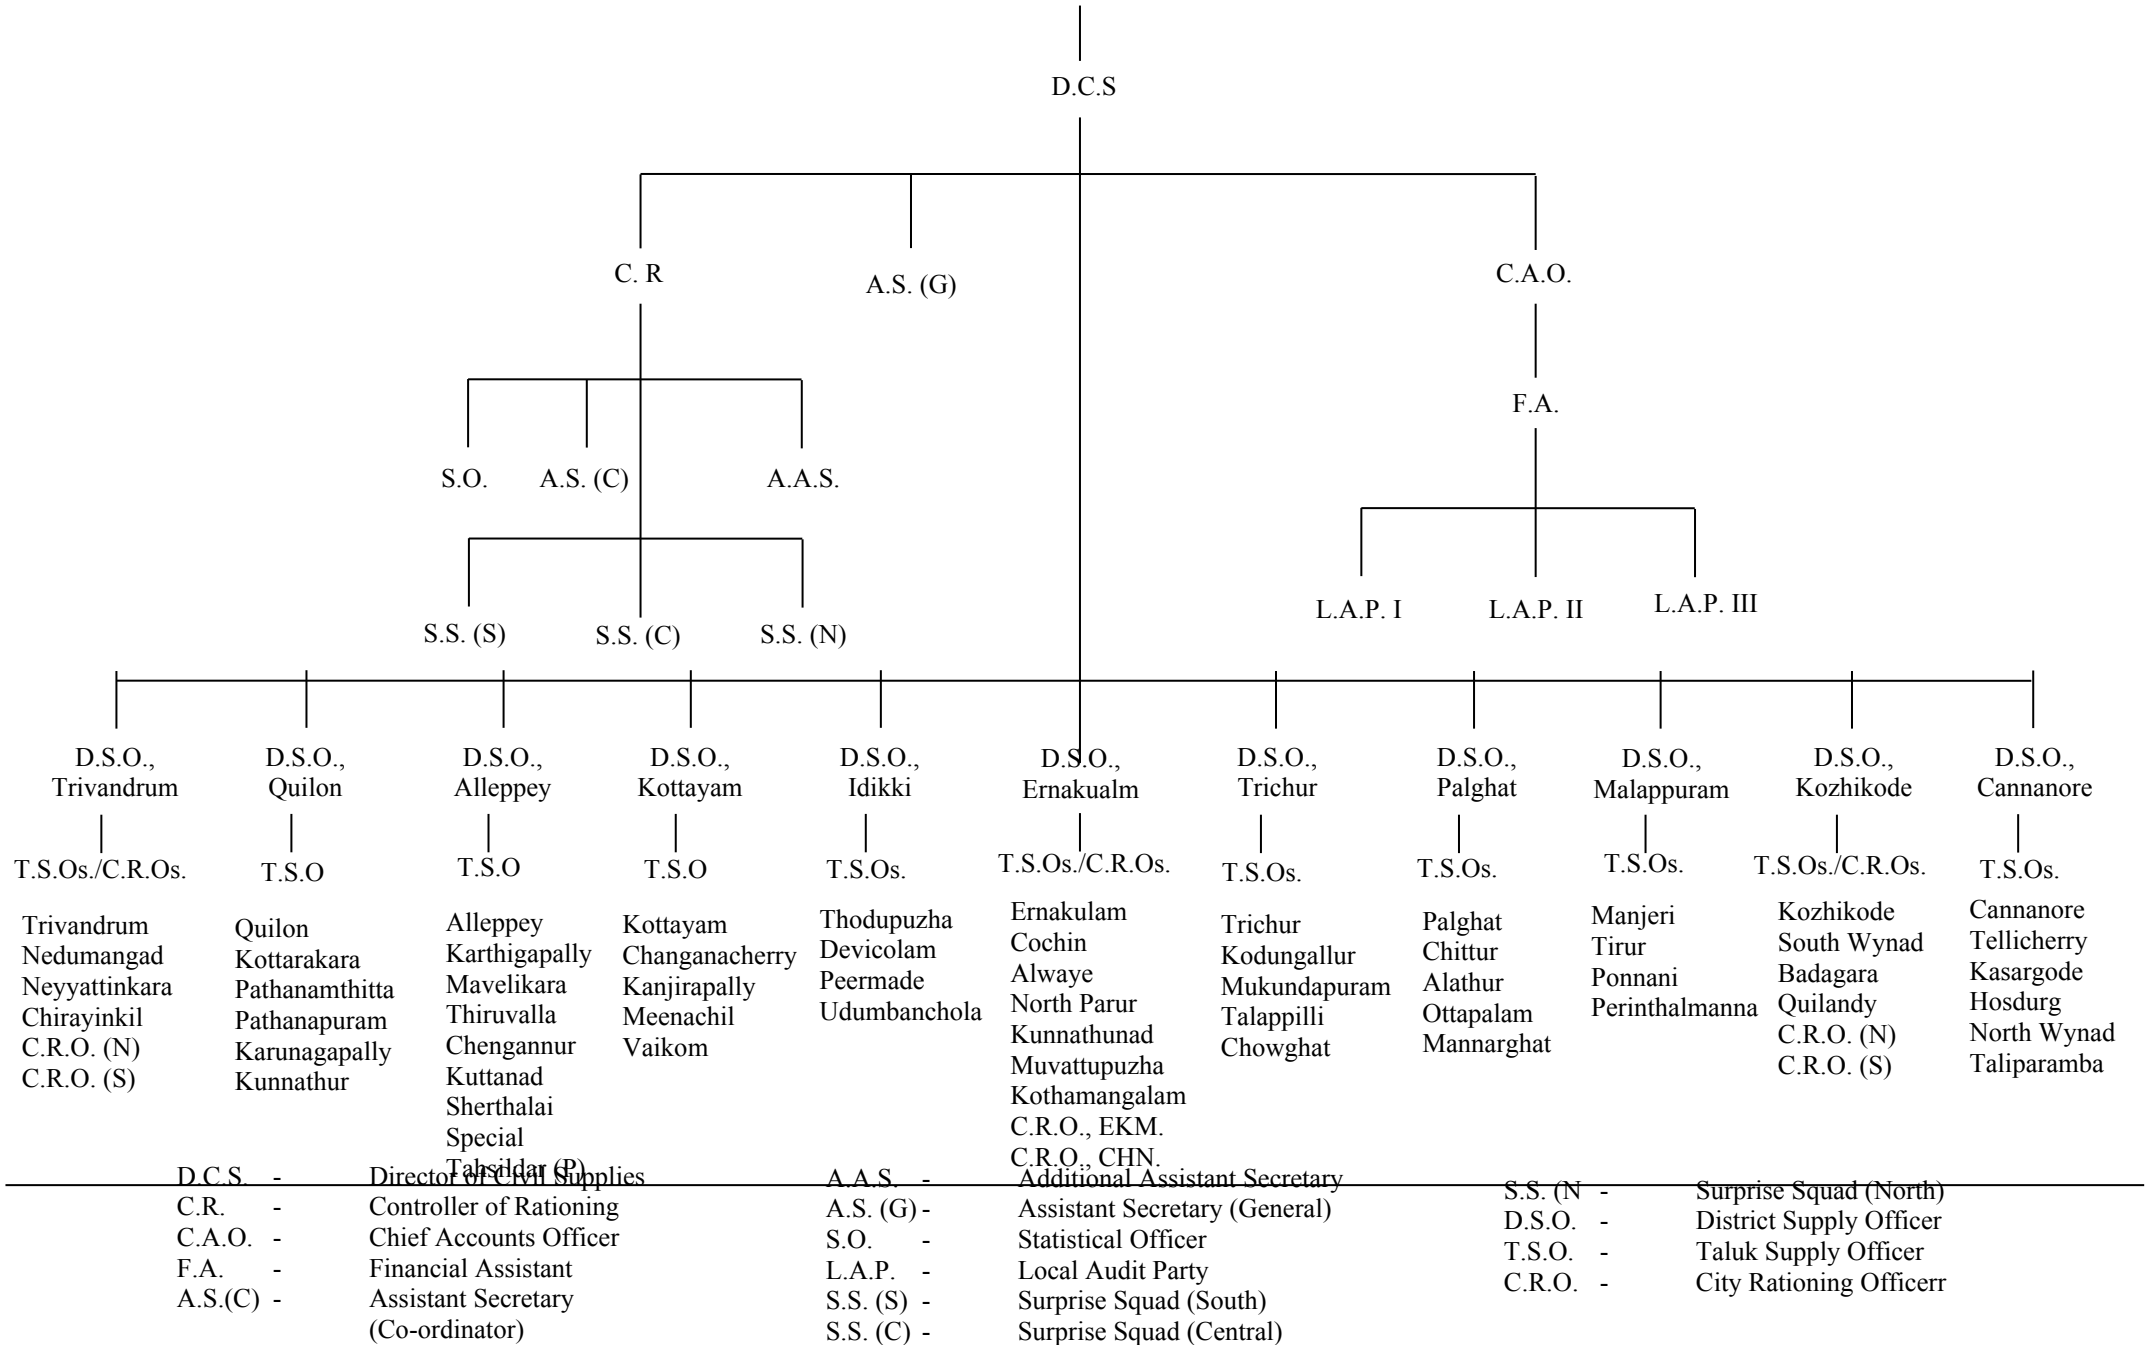 D.C.S
C. R
A.S. (G)
C.A.O.
F.A.
S.O.
A.S. (C)
A.A.S.
L.A.P. I
L.A.P. II
L.A.P. III
S.S. (S)
S.S. (C)
S.S. (N)
D.S.O.,
Trivandrum
T.S.Os./C.R.Os.
Trivandrum
Nedumangad
Neyyattinkara
Chirayinkil
C.R.O. (N)
C.R.O. (S)
D.S.O.,
Quilon
T.S.O
Quilon
Kottarakara
Pathanamthitta
Pathanapuram
Karunagapally
Kunnathur
D.S.O.,
Alleppey
T.S.O
Alleppey
Karthigapally
Mavelikara
Thiruvalla
Chengannur
Kuttanad
Sherthalai
Special
Tahsildar (P)
D.S.O.,
Kottayam
T.S.O
Kottayam
Changanacherry
Kanjirapally
Meenachil
Vaikom
D.S.O.,
Idikki
T.S.Os.
Thodupuzha
Devicolam
Peermade
Udumbanchola
D.S.O.,
Ernakualm
T.S.Os./C.R.Os.
Ernakulam
Cochin
Alwaye
North Parur
Kunnathunad
Muvattupuzha
Kothamangalam
C.R.O., EKM.
C.R.O., CHN.
D.S.O.,
Trichur
T.S.Os.
Trichur
Kodungallur
Mukundapuram
Talappilli
Chowghat
D.S.O.,
Palghat
T.S.Os.
Palghat
Chittur
Alathur
Ottapalam
Mannarghat
D.S.O.,
Malappuram
T.S.Os.
Manjeri
Tirur
Ponnani
Perinthalmanna
D.S.O.,
Kozhikode
T.S.Os./C.R.Os.
Kozhikode
South Wynad
Badagara
Quilandy
C.R.O. (N)
C.R.O. (S)
D.S.O.,
Cannanore
T.S.Os.
Cannanore
Tellicherry
Kasargode
Hosdurg
North Wynad
Taliparamba
D.C.S. - Director of Civil Supplies
C.R. - Controller of Rationing
C.A.O. - Chief Accounts Officer
F.A. - Financial Assistant
A.S.(C) - Assistant Secretary
(Co-ordinator)
A.A.S. - Additional Assistant Secretary
A.S. (G) - Assistant Secretary (General)
S.O. - Statistical Officer
L.A.P. - Local Audit Party
S.S. (S) - Surprise Squad (South)
S.S. (C) - Surprise Squad (Central)
S.S. (N - Surprise Squad (North)
D.S.O. - District Supply Officer
T.S.O. - Taluk Supply Officer
C.R.O. - City Rationing Officerr